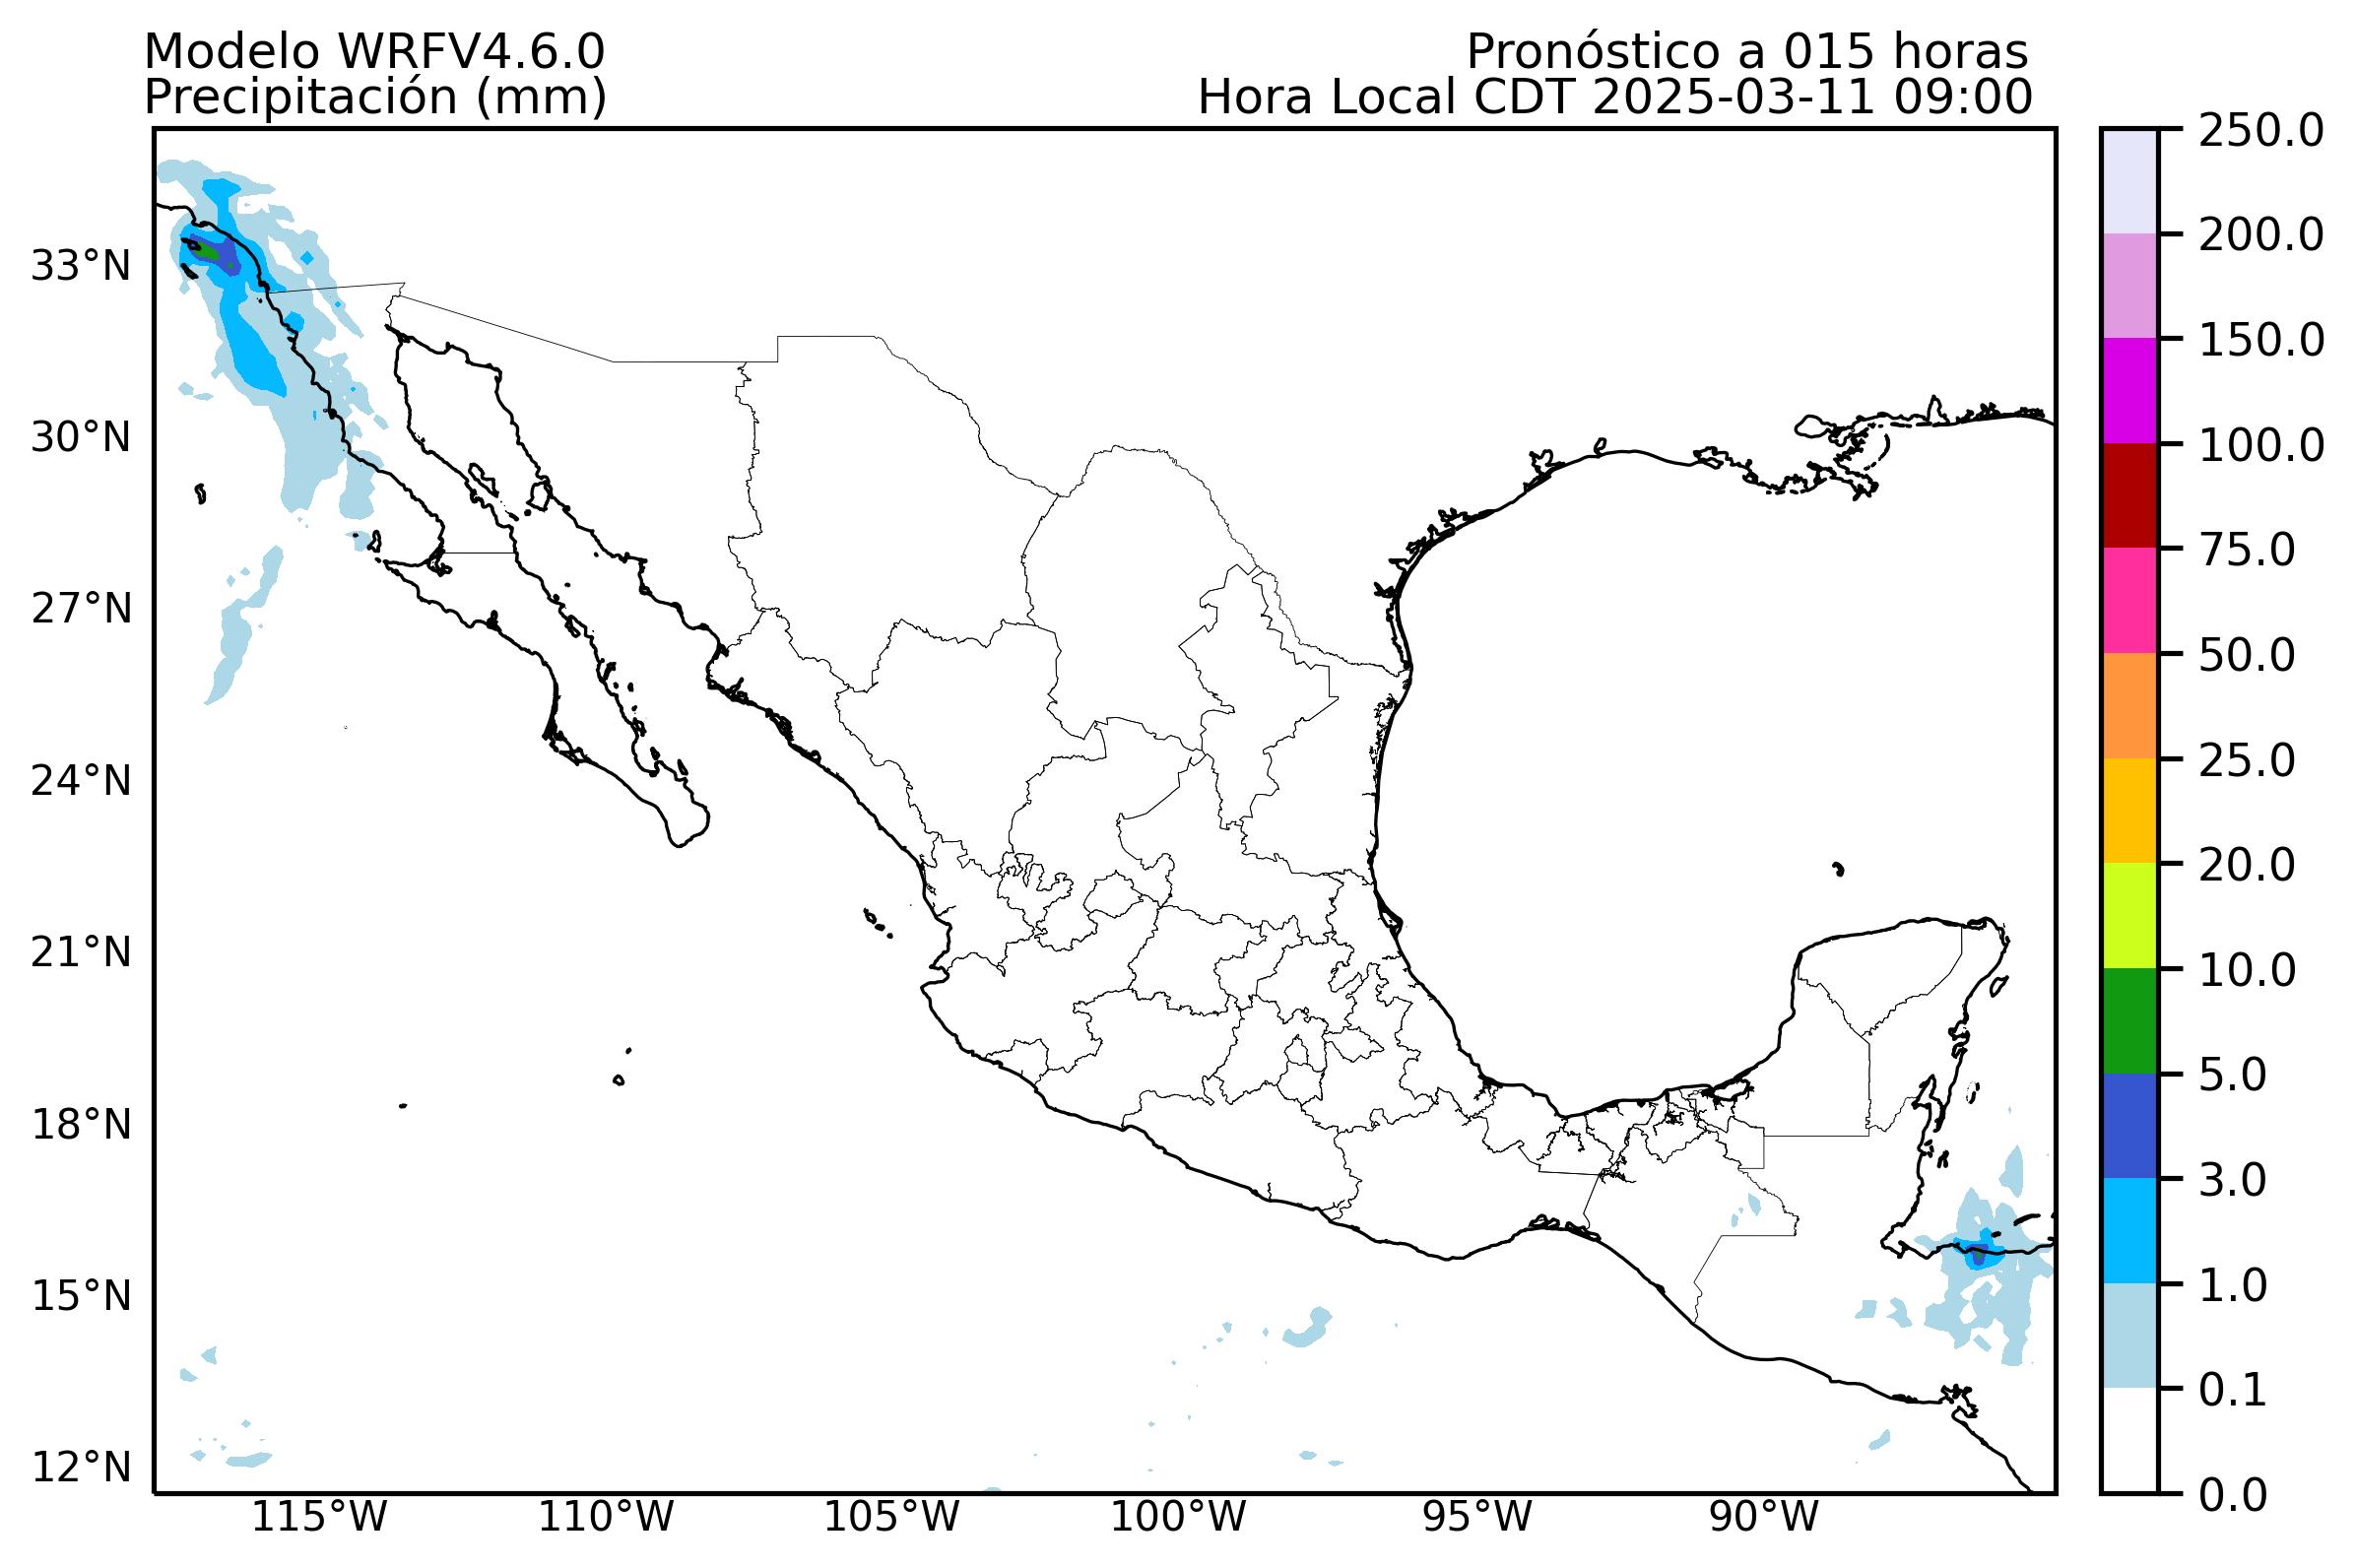 Modelo WRFV4.6.0
Precipitación (mm)
Pronóstico a 015 horas
Hora Local CDT 2025-03-11 09:00
33°N
30°N
27°N
24°N
21°N
18°N
15°N
12°N
115°W
110°W
105°W
100°W
95°W
90°W
250.0
200.0
150.0
100.0
75.0
50.0
25.0
20.0
10.0
5.0
3.0
1.0
0.1
0.0